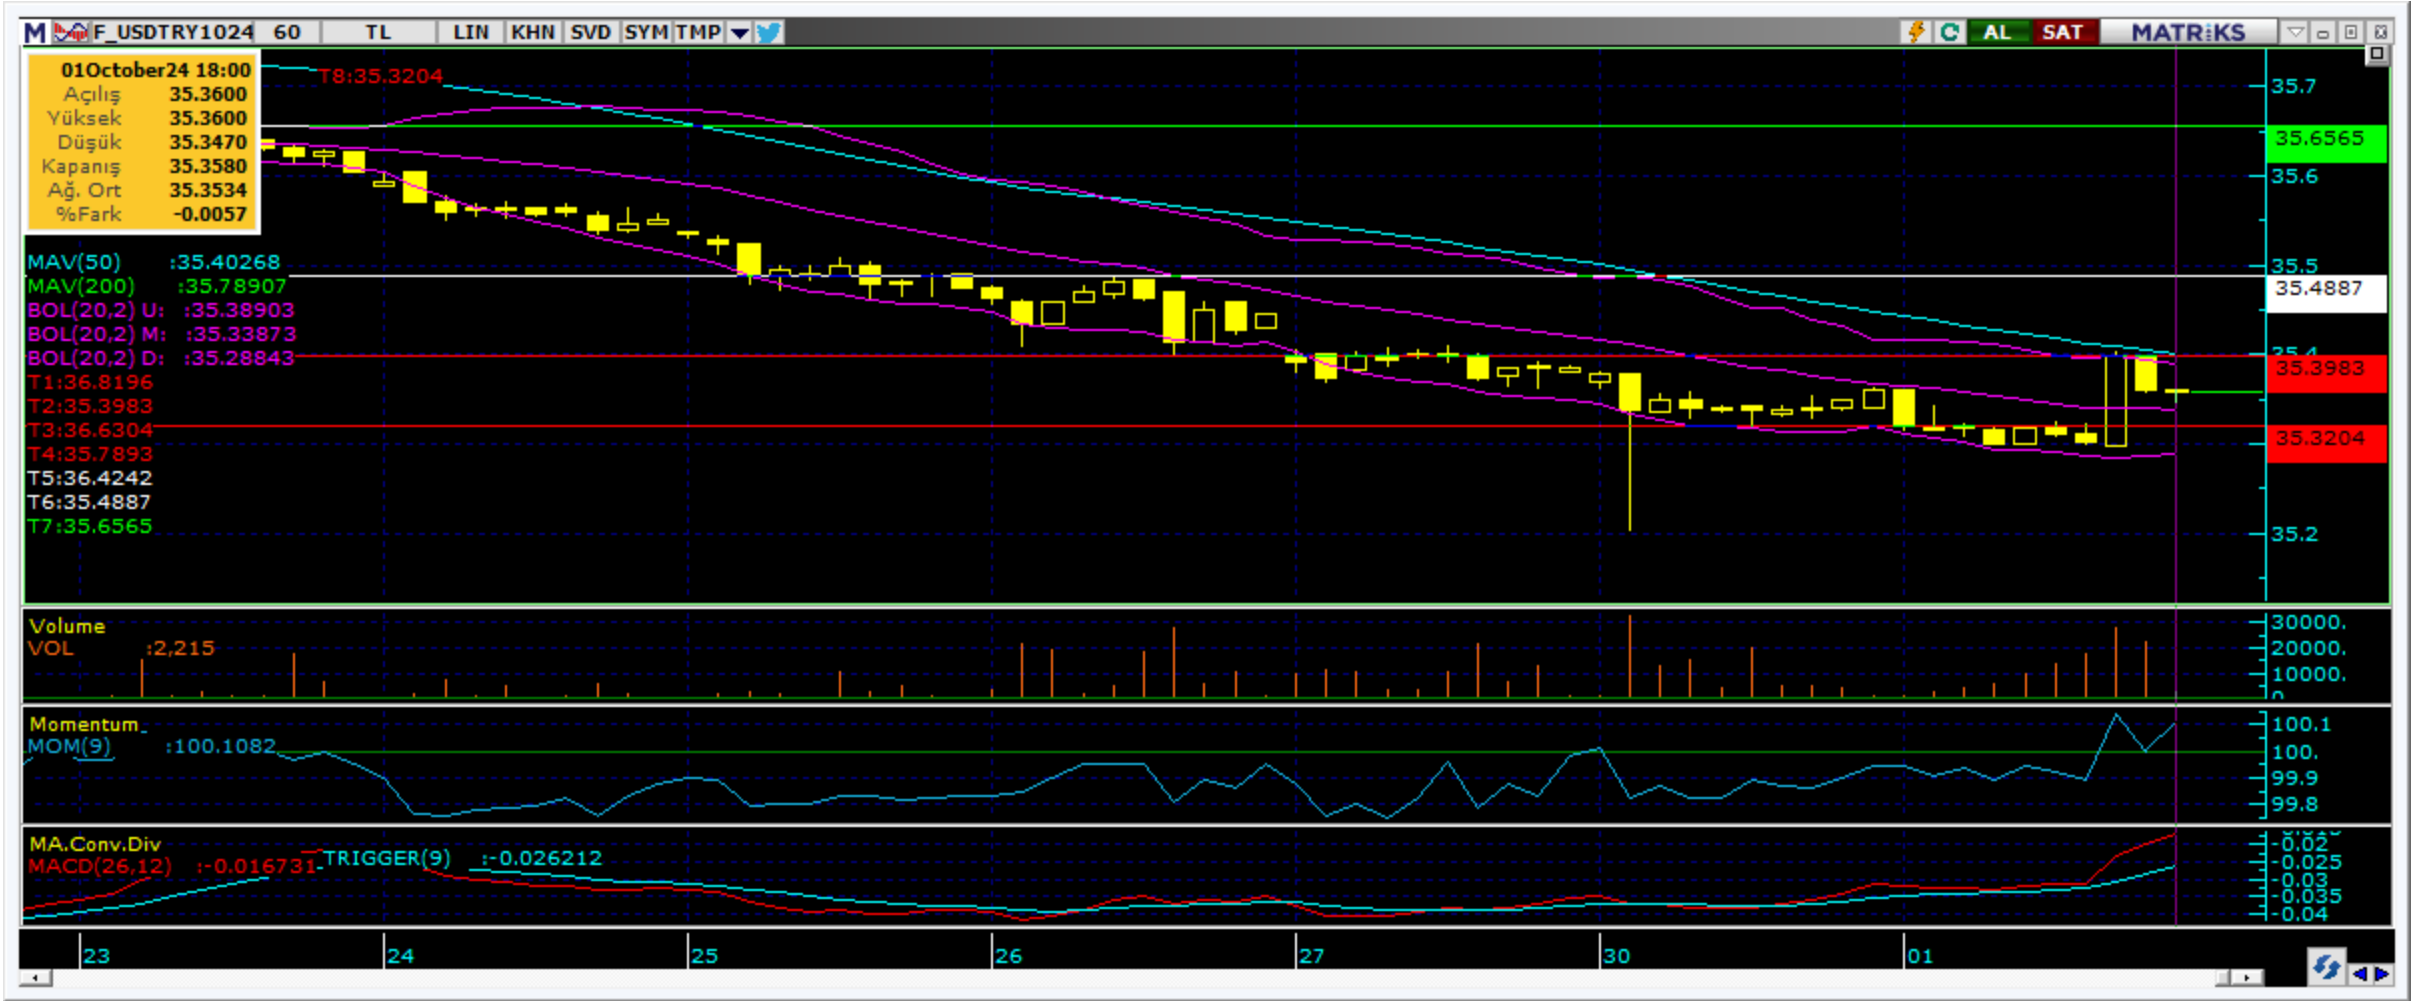 M F_USDTRY1024 60 TL LIN KHN SVD SYM TMP AL SAT MATRiKS
01October24 18:00
Açılış 35.3600
Yüksek 35.3600
Düşük 35.3470
Kapanış 35.3580
Ağ. Ort 35.3534
%Fark -0.0057
T8:35.3204
MAV(50) :35.40268
MAV(200) :35.78907
BOL(20,2) U: :35.38903
BOL(20,2) M: :35.33873
BOL(20,2) D: :35.28843
T1:36.8196
T2:35.3983
T3:36.6304
T4:35.7893
T5:36.4242
T6:35.4887
T7:35.6565
35.7
35.6565
35.6
35.5
35.4887
35.4
35.3983
35.3204
35.2
Volume
VOL :2,215
30000.
20000.
10000.
0
Momentum
MOM(9) :100.1082
100.1
100.
99.9
99.8
MA.Conv.Div
MACD(26,12) :-0.016731 TRIGGER(9) :-0.026212
-0.02
-0.025
-0.03
-0.035
-0.04
23 24 25 26 27 30 01